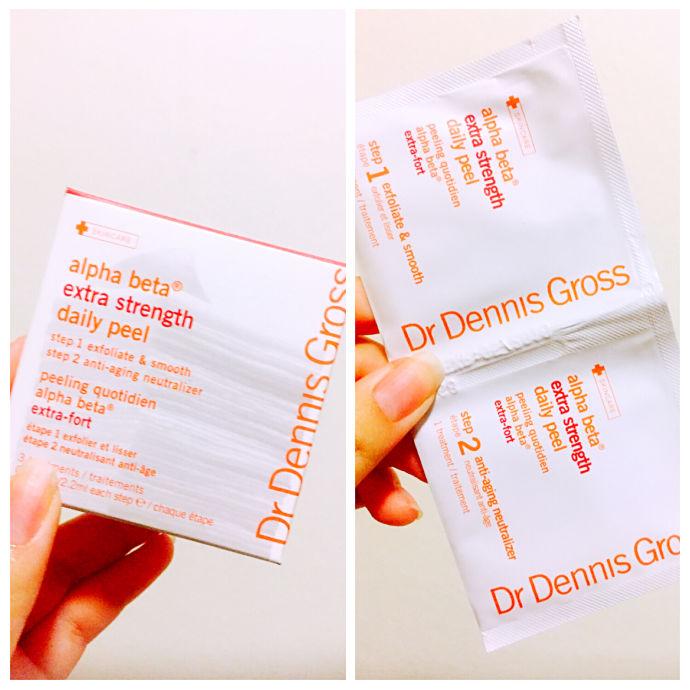 SKINCARE
alpha beta®
extra strength
daily peel
step 1 exfoliate & smooth
step 2 anti-aging neutralizer
peeling quotidien
alpha beta®
extra-fort
étape 1 exfolier et lisser
étape 2 neutralisant anti-âge
/ traitements
2.2ml each step ℮ / chaque étape
Dr Dennis Gross
SKINCARE
alpha beta®
extra strength
daily peel
peeling quotidien
alpha beta®
extra-fort
step 1 exfoliate & smooth
étape exfolier et lisser
/ traitement
Dr Dennis Gross
SKINCARE
alpha beta®
extra strength
daily peel
peeling quotidien
alpha beta®
extra-fort
step 2 anti-aging neutralizer
étape neutralisant anti-âge
1 treatment / traitement
Dr Dennis Gro